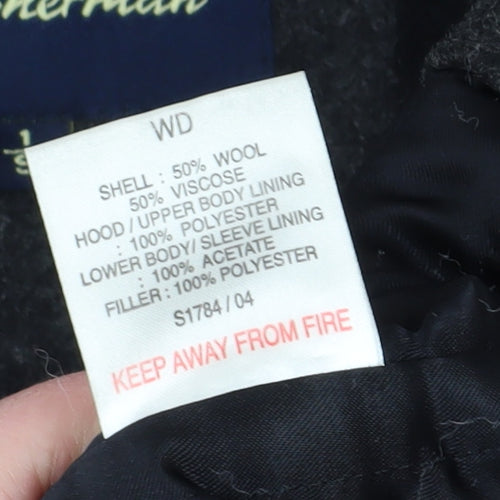 WD
SHELL : 50% WOOL
50% VISCOSE
HOOD / UPPER BODY LINING
: 100% POLYESTER
LOWER BODY/ SLEEVE LINING
: 100% ACETATE
FILLER : 100% POLYESTER
S1784 / 04
KEEP AWAY FROM FIRE